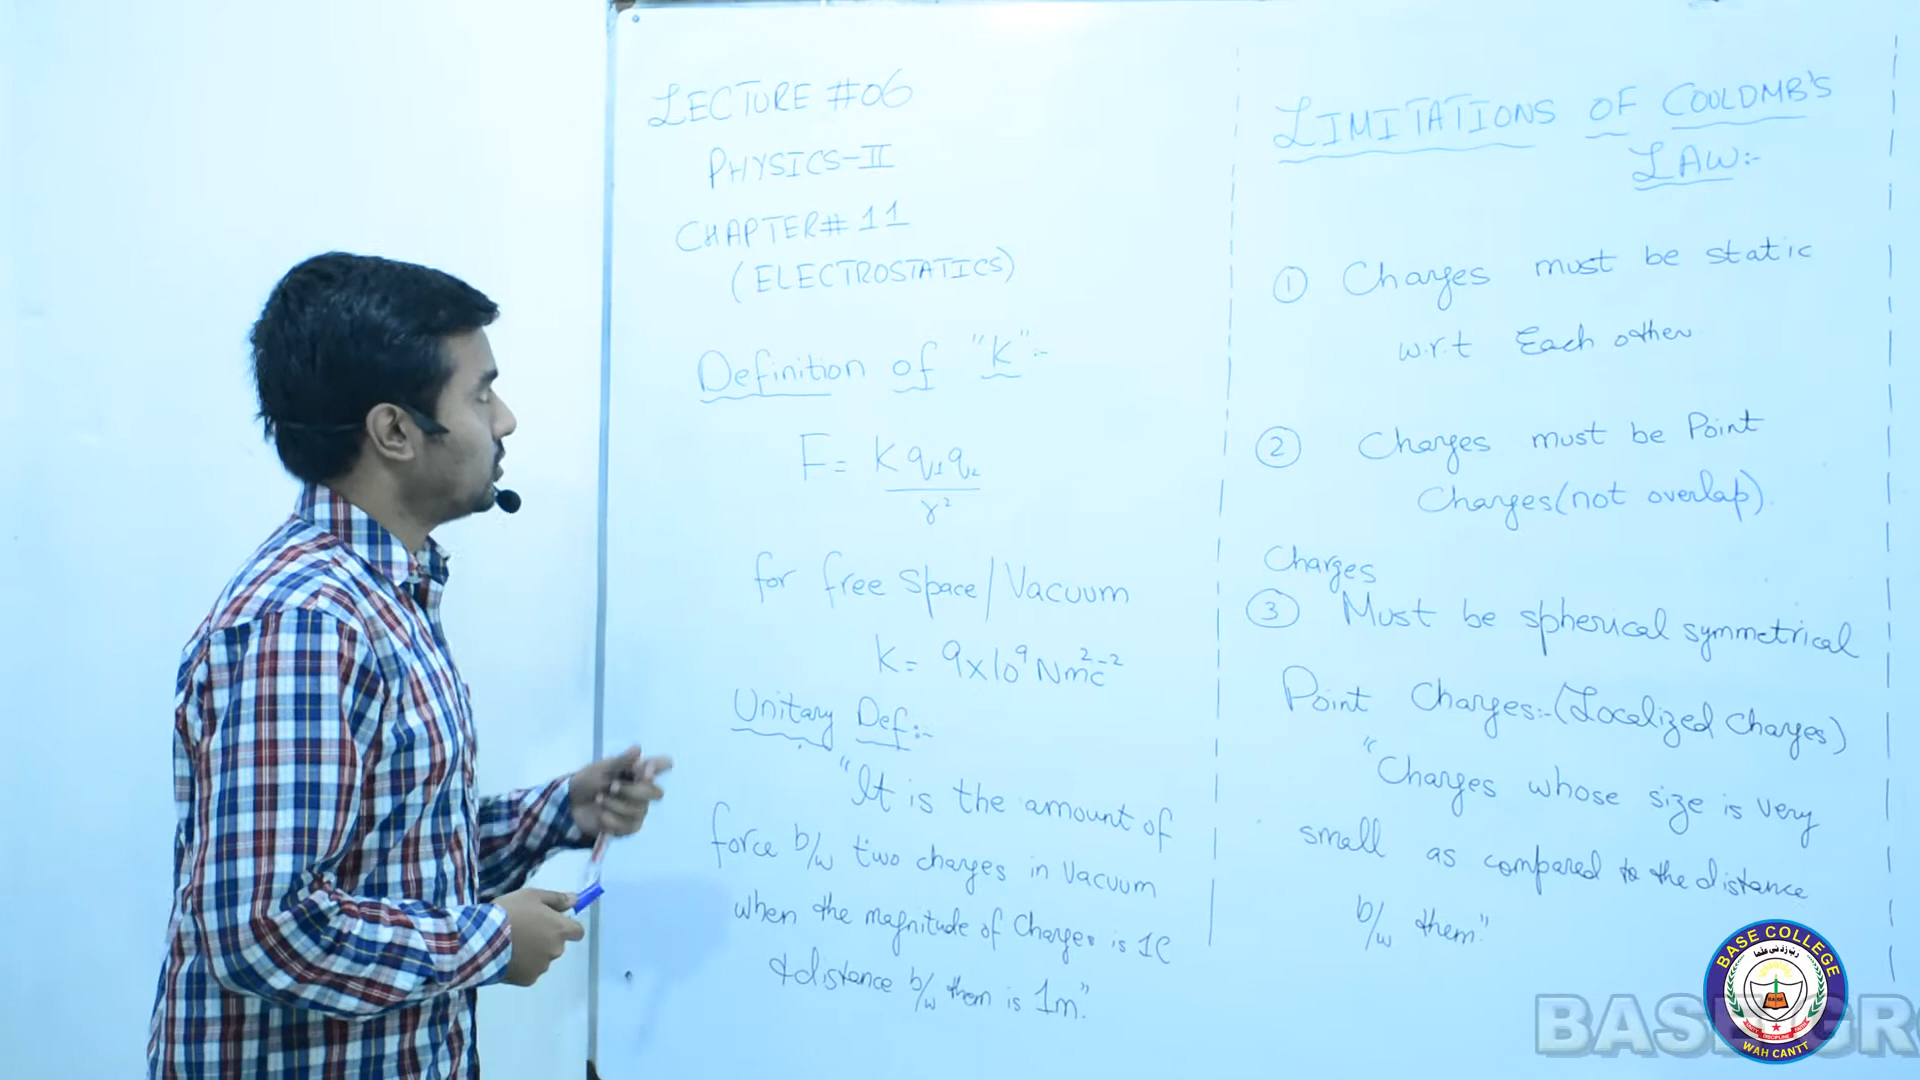 LECTURE #06
PHYSICS-II
CHAPTER# 11
(ELECTROSTATICS)
Definition of "K":-
F= K q₁ q₂
r²
for free space/Vacuum
K= 9x10⁹ Nm²c⁻²
Unitary Def:-
"It is the amount of
force b/w two charges in Vacuum
when the magnitude of Charges is 1C
& distance b/w them is 1m".
LIMITATIONS OF COULOMB'S
LAW:-
① Charges must be static
w.r.t Each other
② Charges must be Point
Charges(not overlap).
Charges
③ Must be spherical symmetrical
Point Charges:-(Localized Charges)
"Charges whose size is very
small as compared to the distance
b/w them."
BASE COLLEGE
WAH CANTT
BASE GR